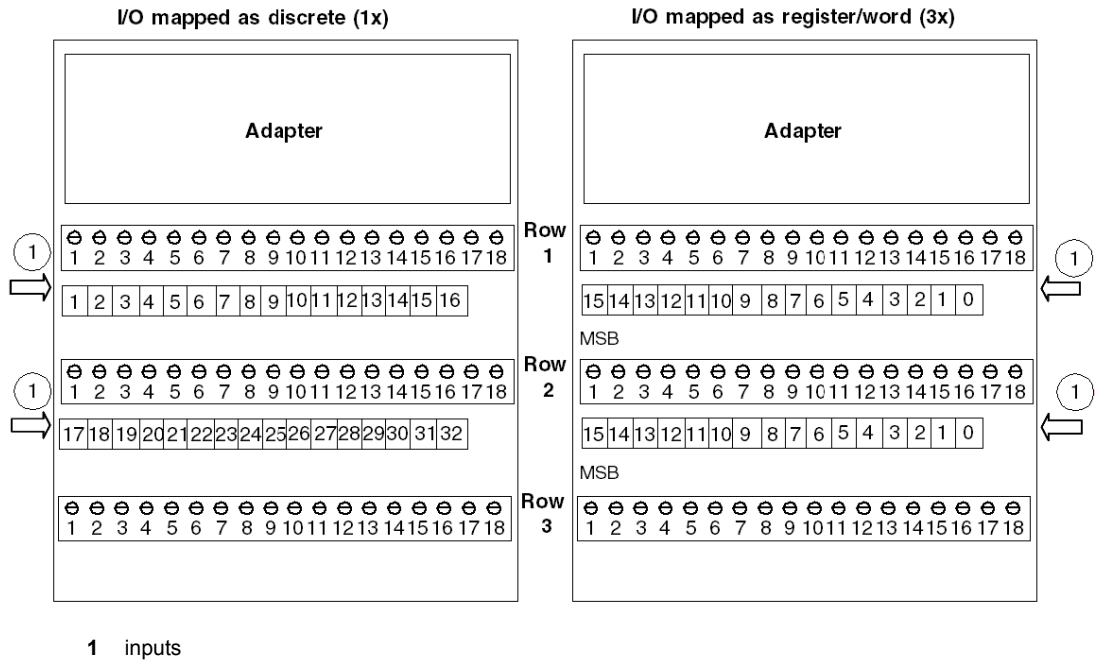 I/O mapped as discrete (1x)
I/O mapped as register/word (3x)
Adapter
Adapter
1
1 2 3 4 5 6 7 8 9 10 11 12 13 14 15 16 17 18
Row 1
1 2 3 4 5 6 7 8 9 10 11 12 13 14 15 16 17 18
1
1 2 3 4 5 6 7 8 9 10 11 12 13 14 15 16
15 14 13 12 11 10 9 8 7 6 5 4 3 2 1 0
MSB
1
1 2 3 4 5 6 7 8 9 10 11 12 13 14 15 16 17 18
Row 2
1 2 3 4 5 6 7 8 9 10 11 12 13 14 15 16 17 18
1
17 18 19 20 21 22 23 24 25 26 27 28 29 30 31 32
15 14 13 12 11 10 9 8 7 6 5 4 3 2 1 0
MSB
1 2 3 4 5 6 7 8 9 10 11 12 13 14 15 16 17 18
Row 3
1 2 3 4 5 6 7 8 9 10 11 12 13 14 15 16 17 18
1 inputs